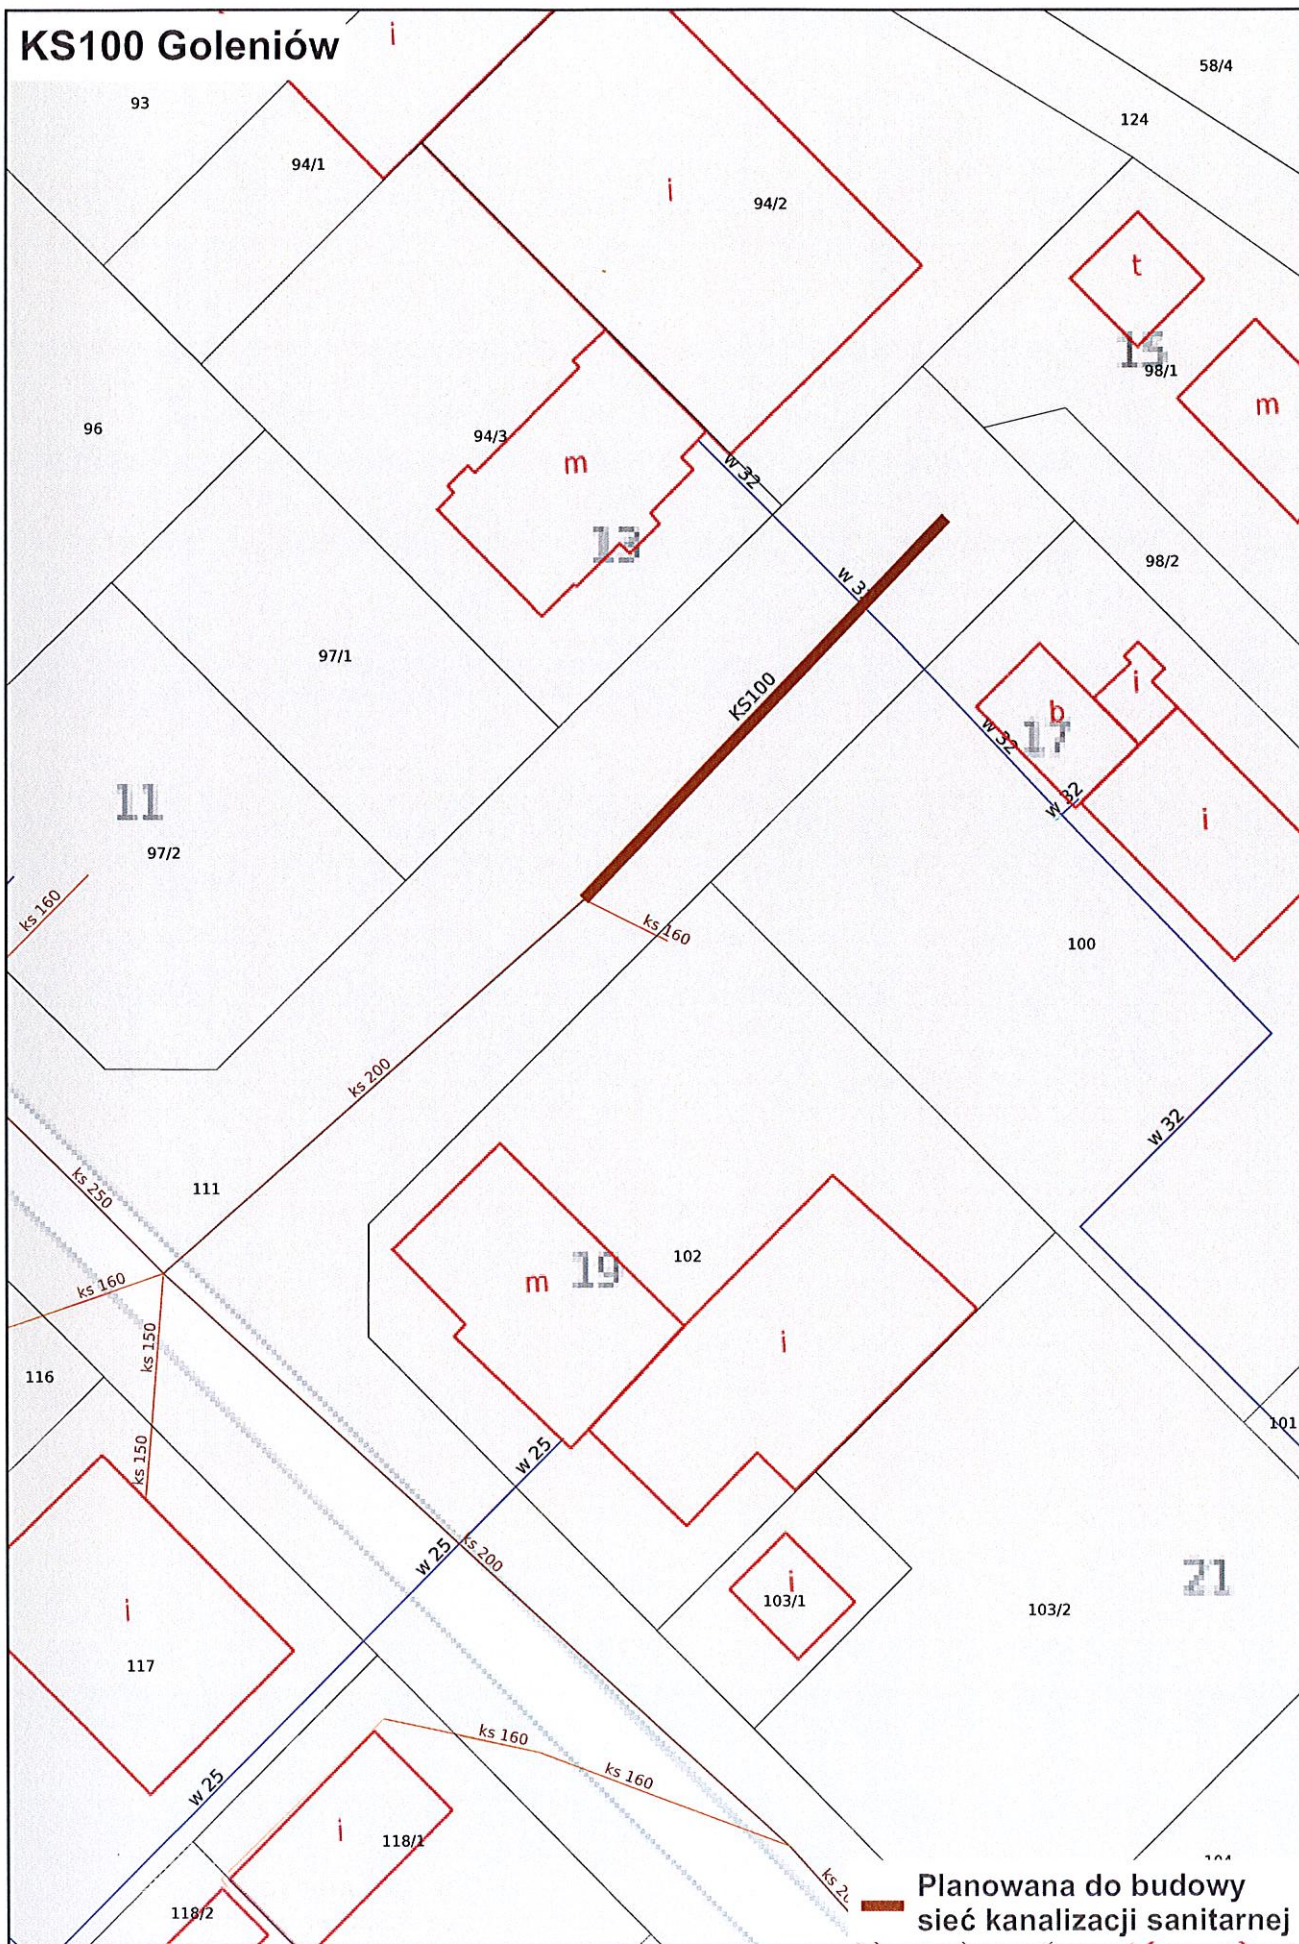 KS100 Goleniów
i
58/4
93
124
94/1
i
94/2
t
15
98/1
m
96
94/3
m
w 32
13
w 3
98/2
97/1
KS100
i
b
17
w 32
w 32
i
11
97/2
ks 160
ks 160
100
ks 200
w 32
111
ks 250
102
19
m
ks 160
i
ks 150
116
101
w 25
ks 150
w 25
ks 200
21
i
103/1
103/2
i
117
ks 160
ks 160
w 25
i
118/1
ks 20
118/2
Planowana do budowy
sieć kanalizacji sanitarnej